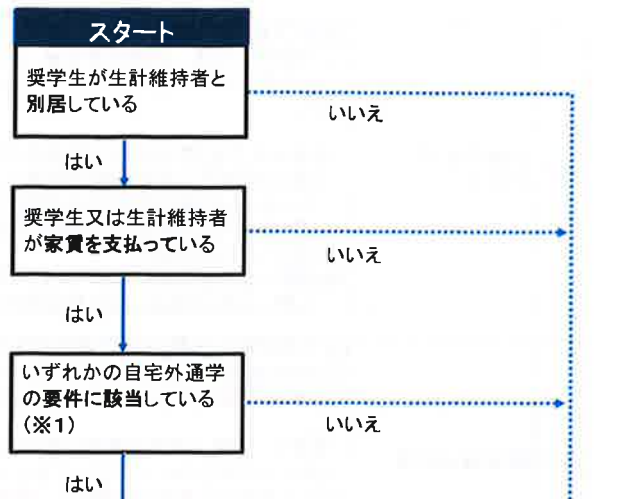 スタート
奨学生が生計維持者と
別居している
いいえ
はい
奨学生又は生計維持者
が家賃を支払っている
いいえ
はい
いずれかの自宅外通学
の要件に該当している
(※1)
いいえ
はい